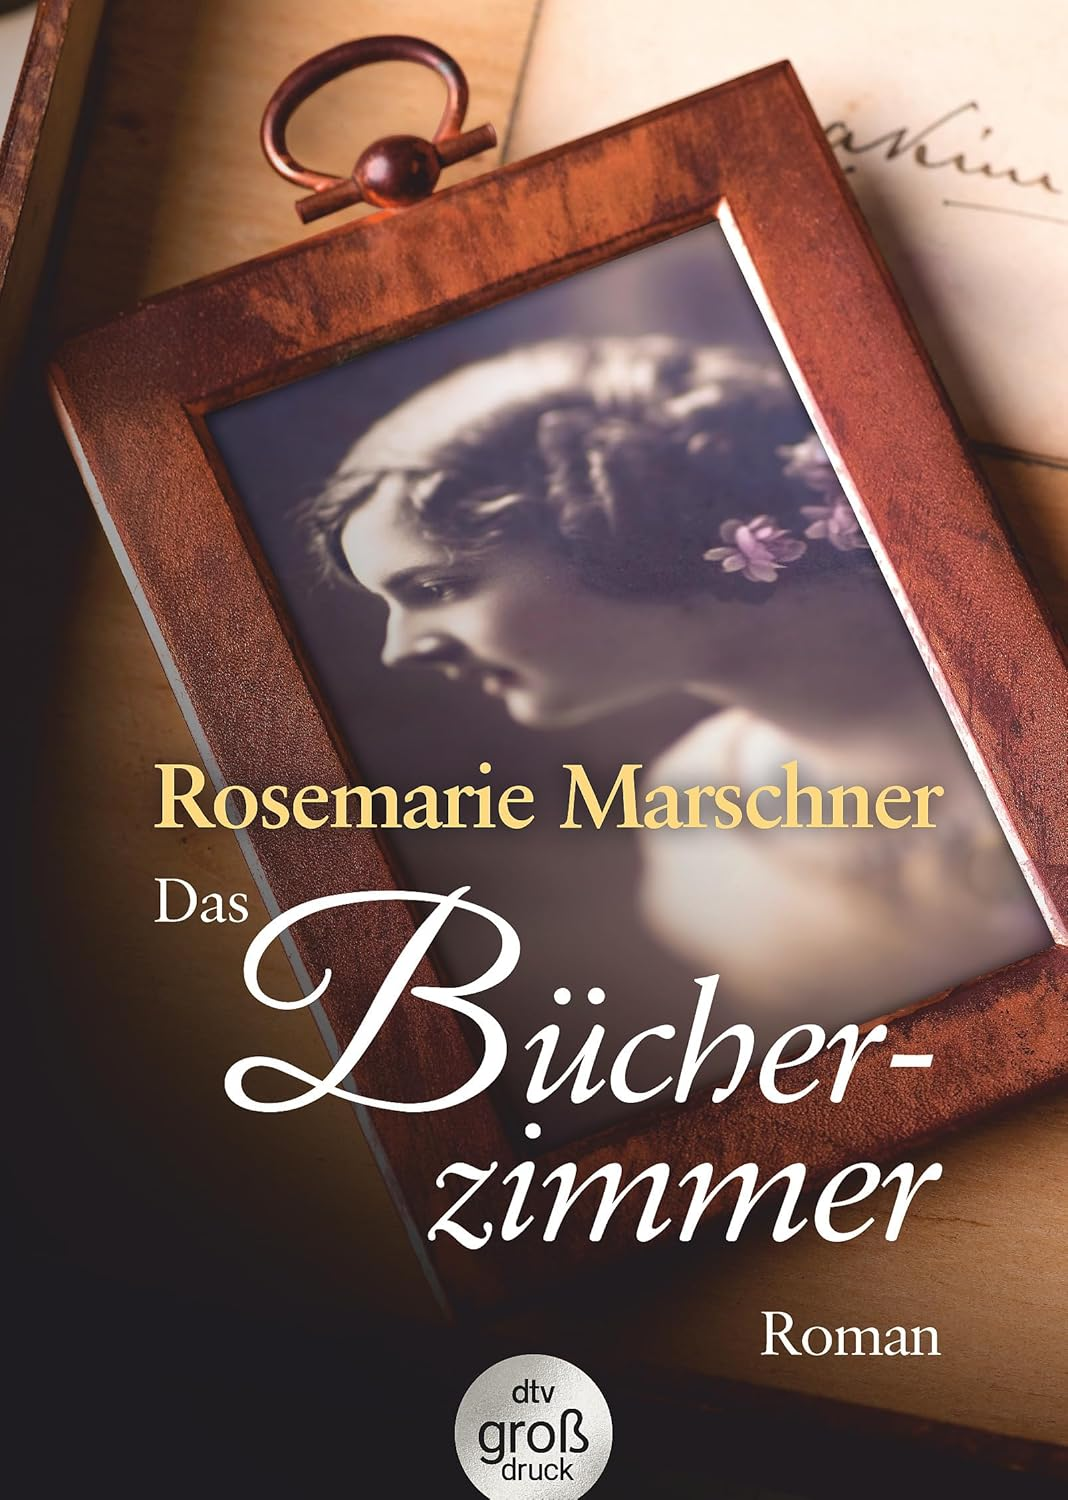 Rosemarie Marschner
Das
Bücher-
zimmer
Roman
dtv
groß
druck